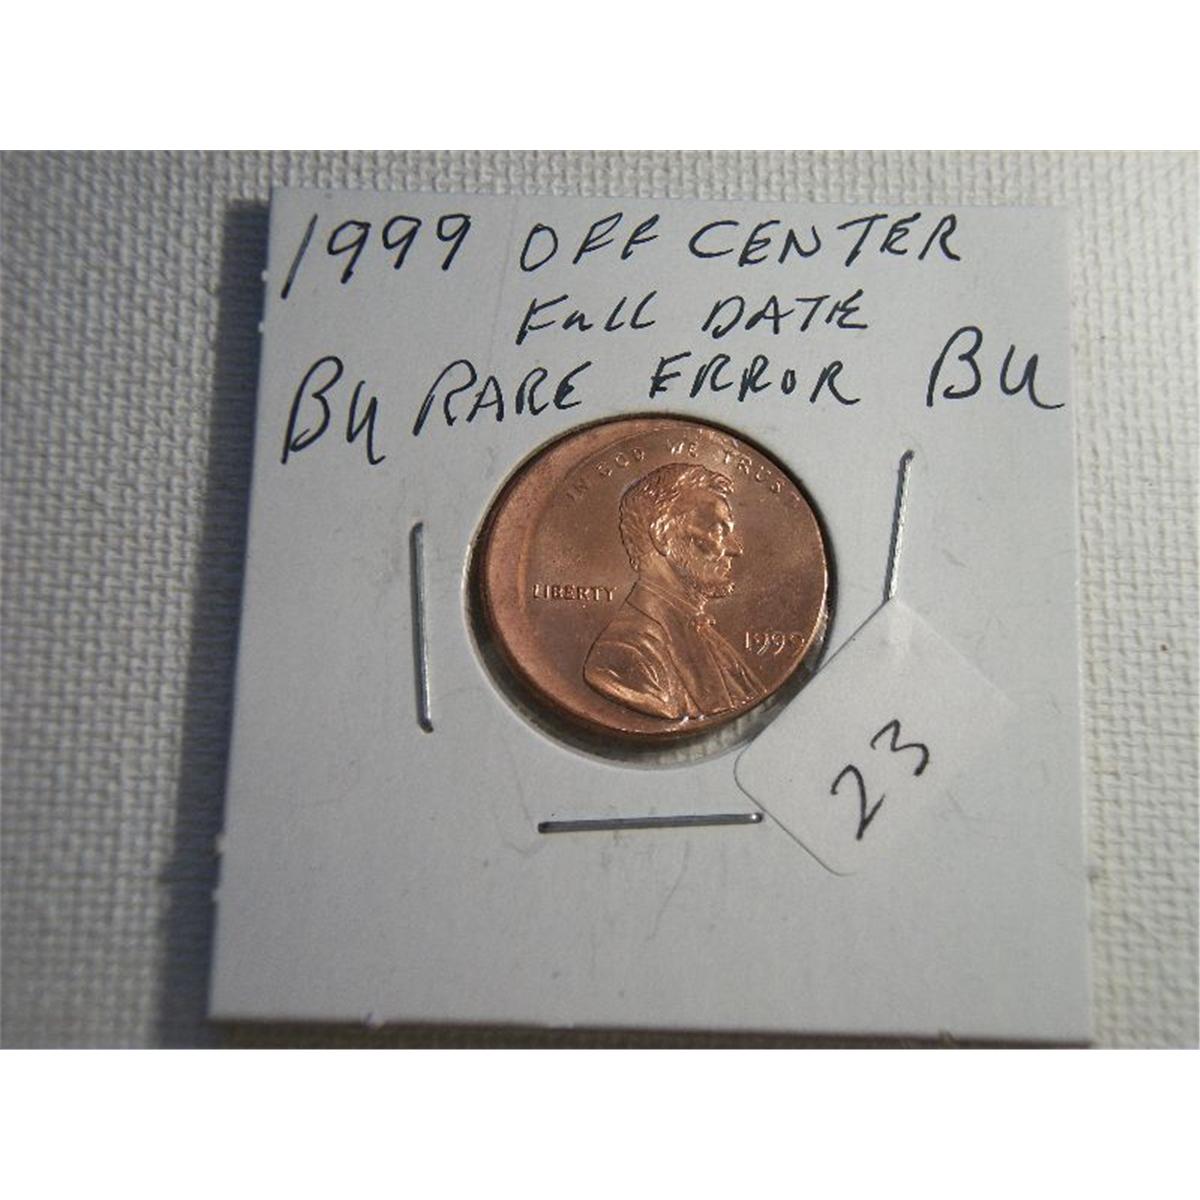 1999 OFF CENTER
Full DATE
BU RARE ERROR BU
IN GOD WE TRUST
LIBERTY
1999
23